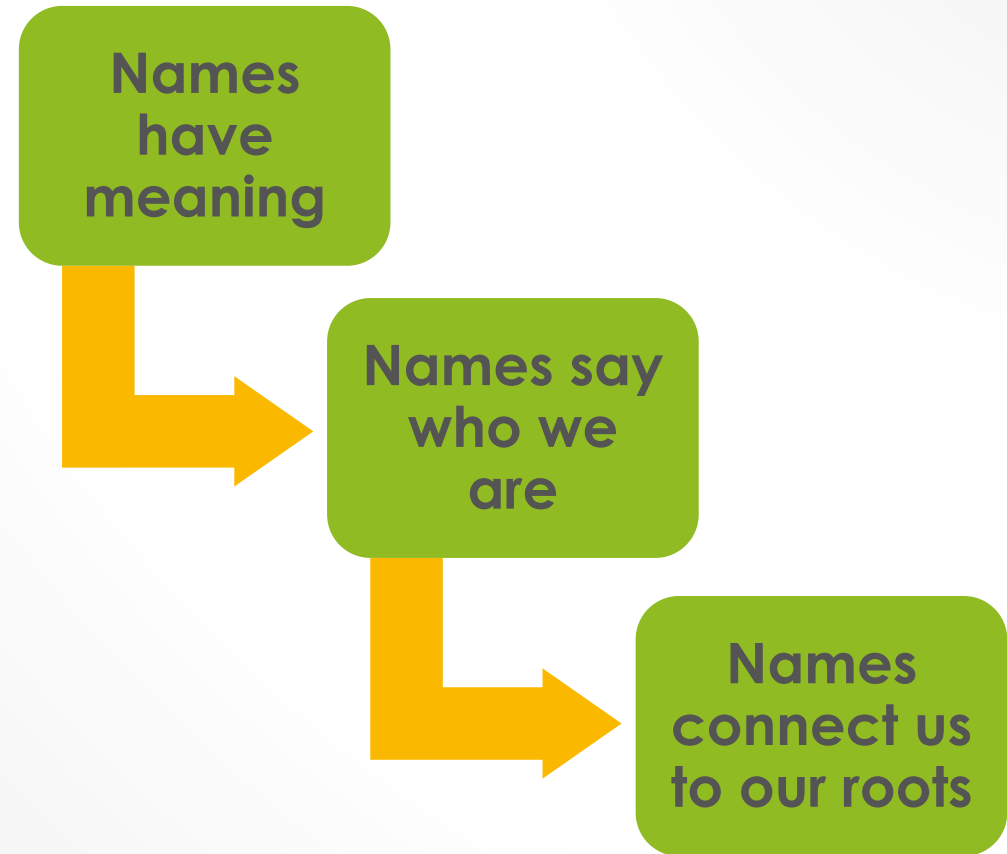 Names
have
meaning
Names say
who we
are
Names
connect us
to our roots